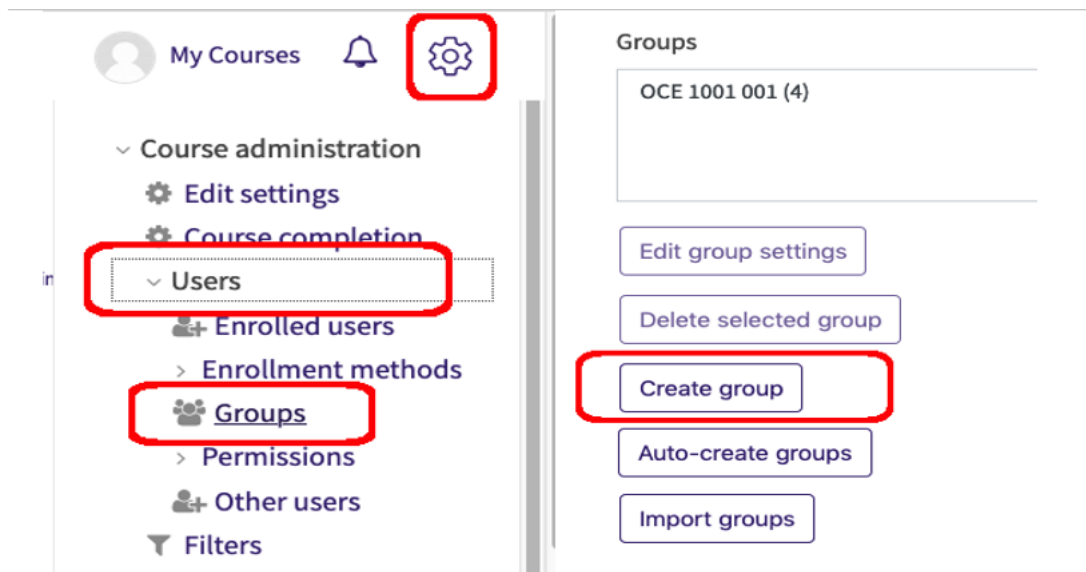 My Courses
Course administration
Edit settings
Course completion
Users
Enrolled users
Enrollment methods
Groups
Permissions
Other users
Filters
in
Groups
OCE 1001 001 (4)
Edit group settings
Delete selected group
Create group
Auto-create groups
Import groups